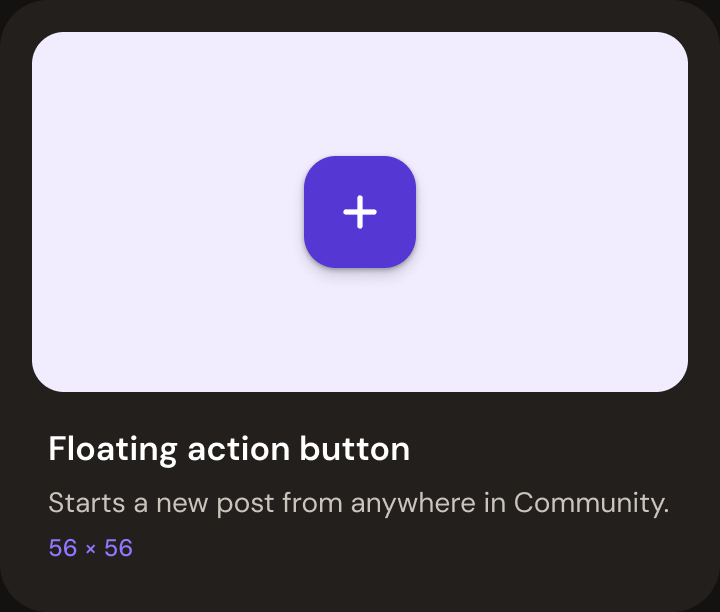 Floating action button
Starts a new post from anywhere in Community.
56 × 56